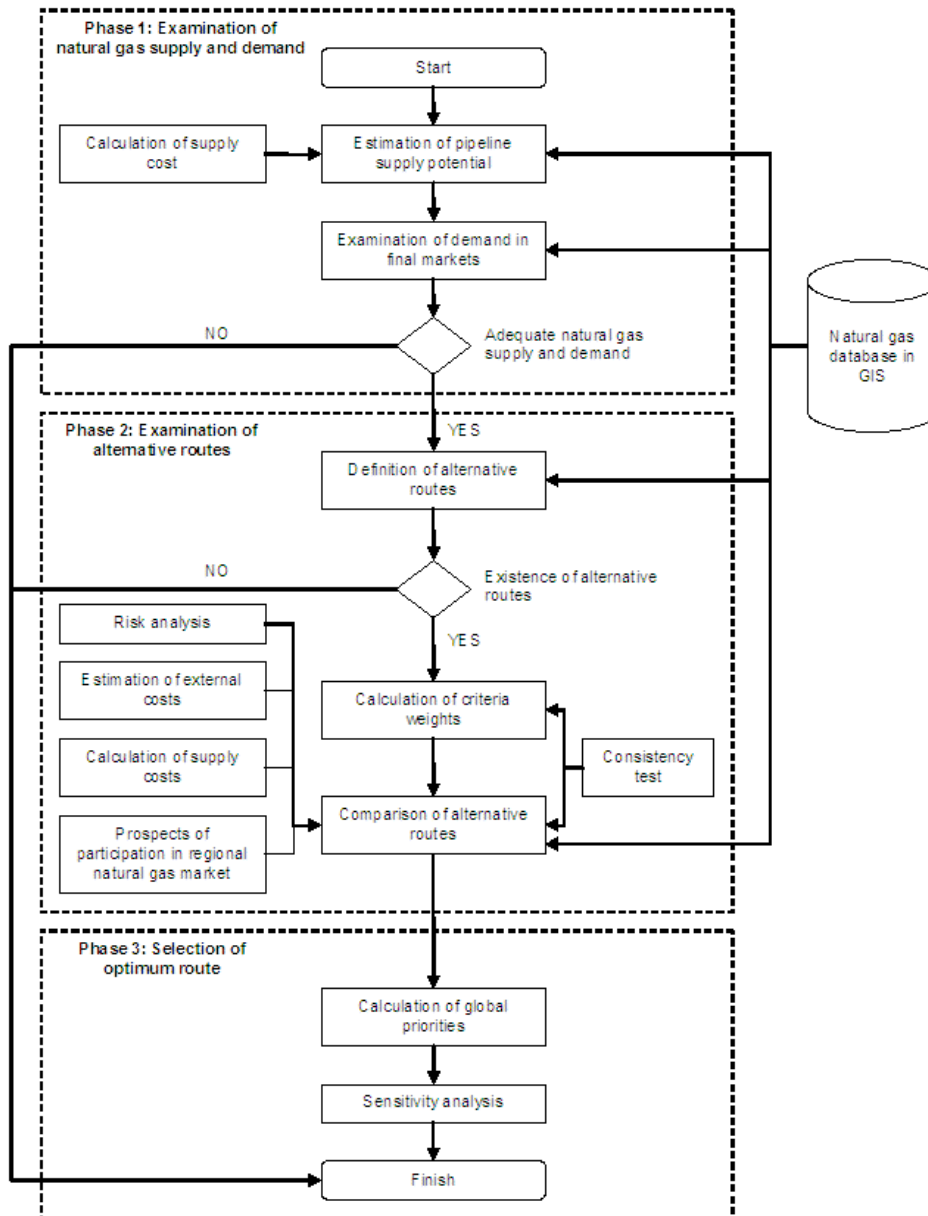 Phase 1: Examination of
natural gas supply and demand
Start
Calculation of supply
cost
Estimation of pipeline
supply potential
Examination of demand in
final markets
NO
Adequate natural gas
supply and demand
Natural gas
database in
GIS
YES
Phase 2: Examination of
alternative routes
Definition of alternative
routes
NO
Existence of alternative
routes
YES
Risk analysis
Estimation of external
costs
Calculation of supply
costs
Prospects of
participation in regional
natural gas market
Calculation of criteria
weights
Consistency
test
Comparison of alternative
routes
Phase 3: Selection of
optimum route
Calculation of global
priorities
Sensitivity analysis
Finish